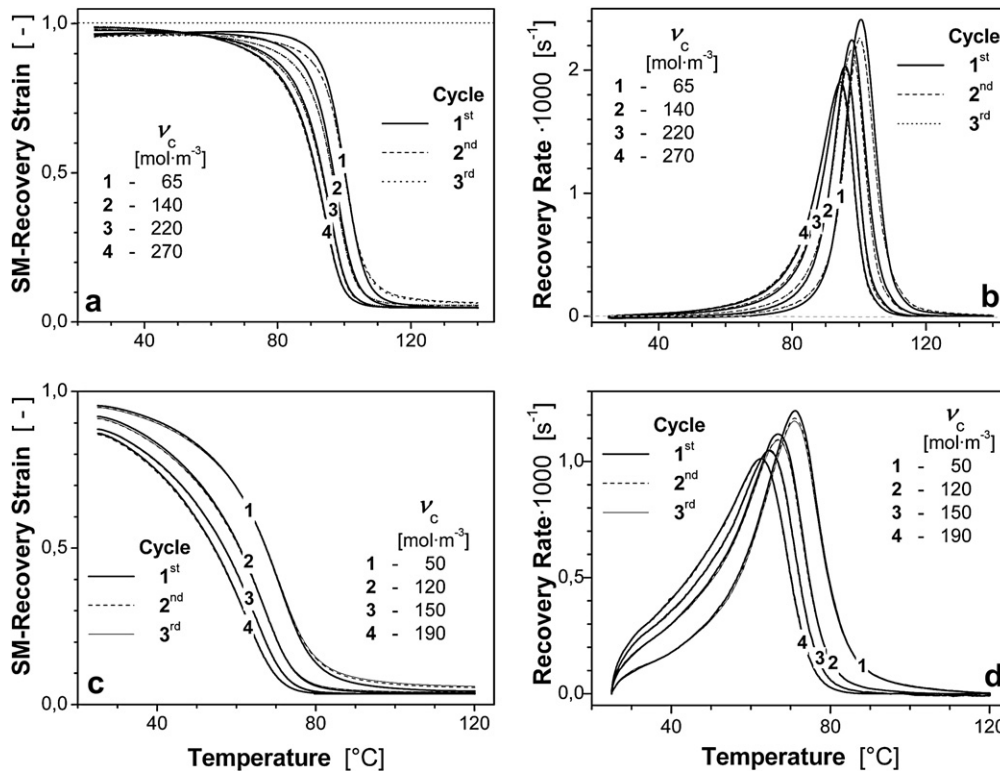 SM-Recovery Strain [ - ]
1,0
0,5
0,0
40
80
120
ν_C
[mol·m⁻³]
1 - 65
2 - 140
3 - 220
4 - 270
Cycle
1st
2nd
3rd
1
2
3
4
a
Recovery Rate ·1000 [s⁻¹]
2
1
0
40
80
120
ν_C
[mol·m⁻³]
1 - 65
2 - 140
3 - 220
4 - 270
Cycle
1st
2nd
3rd
4
3
2
1
b
SM-Recovery Strain [ - ]
1,0
0,5
0,0
40
80
120
Temperature [°C]
Cycle
1st
2nd
3rd
ν_C
[mol·m⁻³]
1 - 50
2 - 120
3 - 150
4 - 190
1
2
3
4
c
Recovery Rate·1000 [s⁻¹]
1,0
0,5
0,0
40
80
120
Temperature [°C]
Cycle
1st
2nd
3rd
ν_C
[mol·m⁻³]
1 - 50
2 - 120
3 - 150
4 - 190
4
3
2
1
d